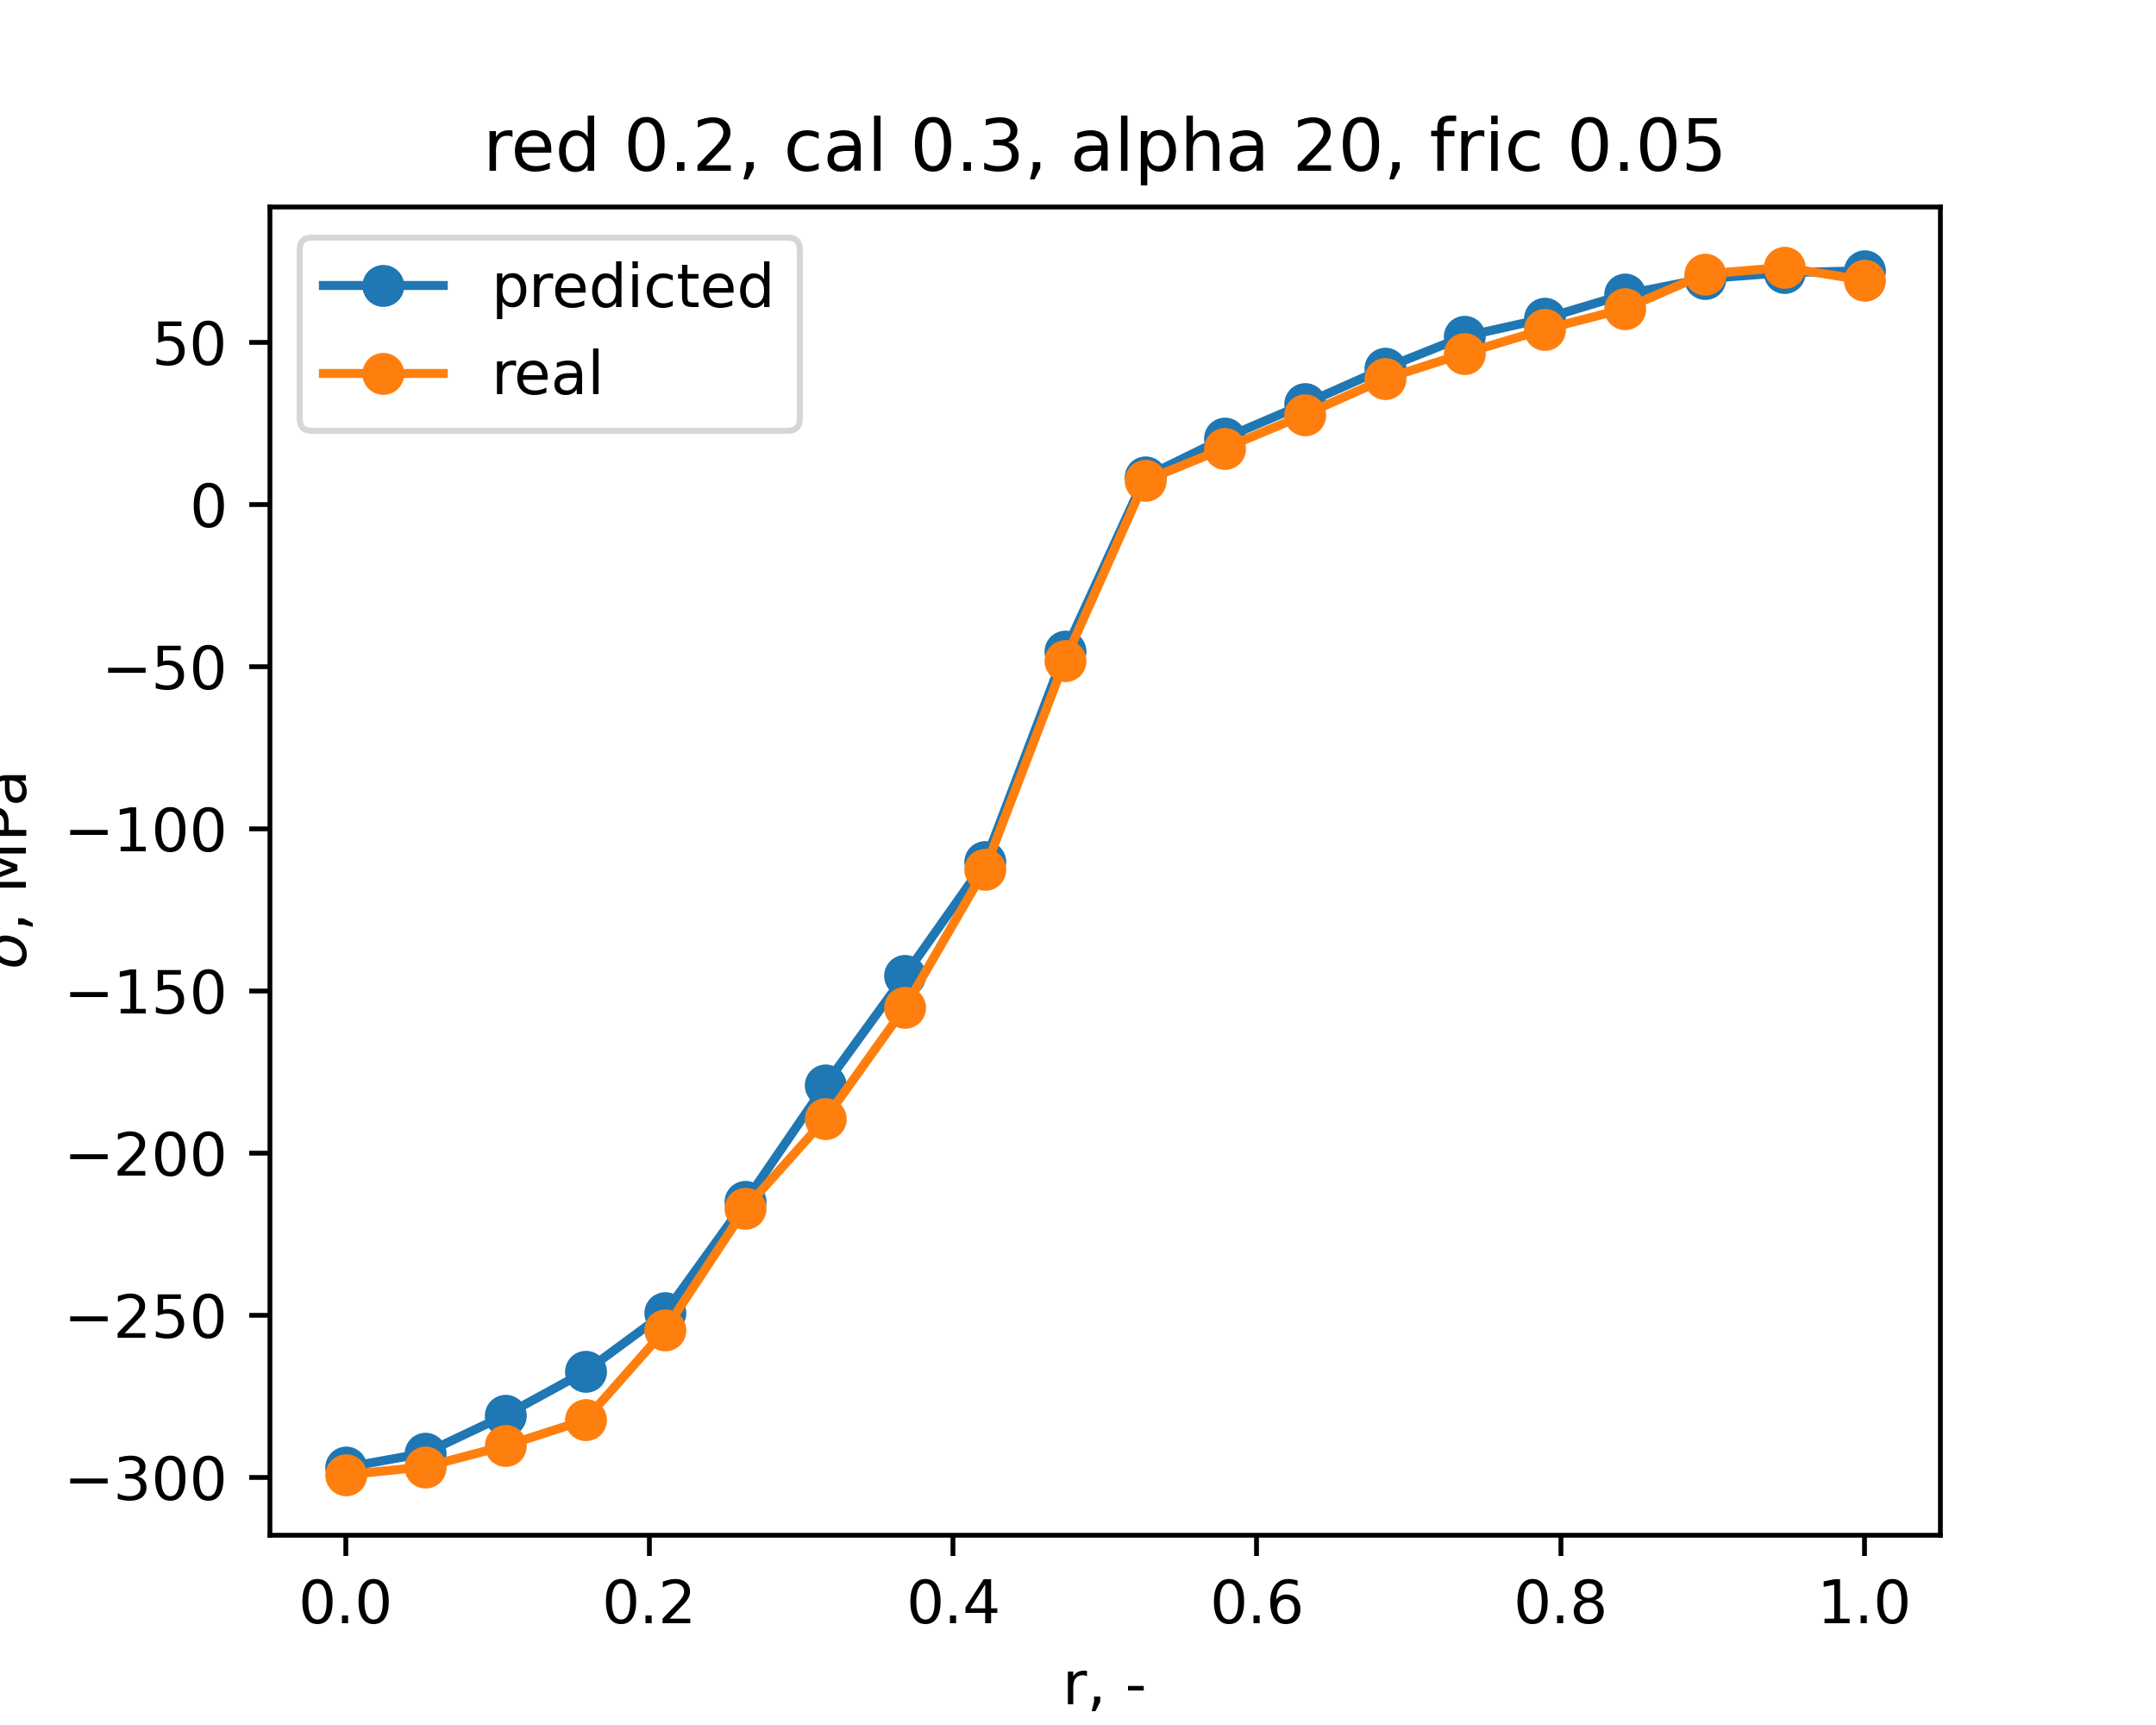 red 0.2, cal 0.3, alpha 20, fric 0.05
predicted
real
50
0
−50
−100
−150
−200
−250
−300
σ, MPa
0.0 0.2 0.4 0.6 0.8 1.0
r, -